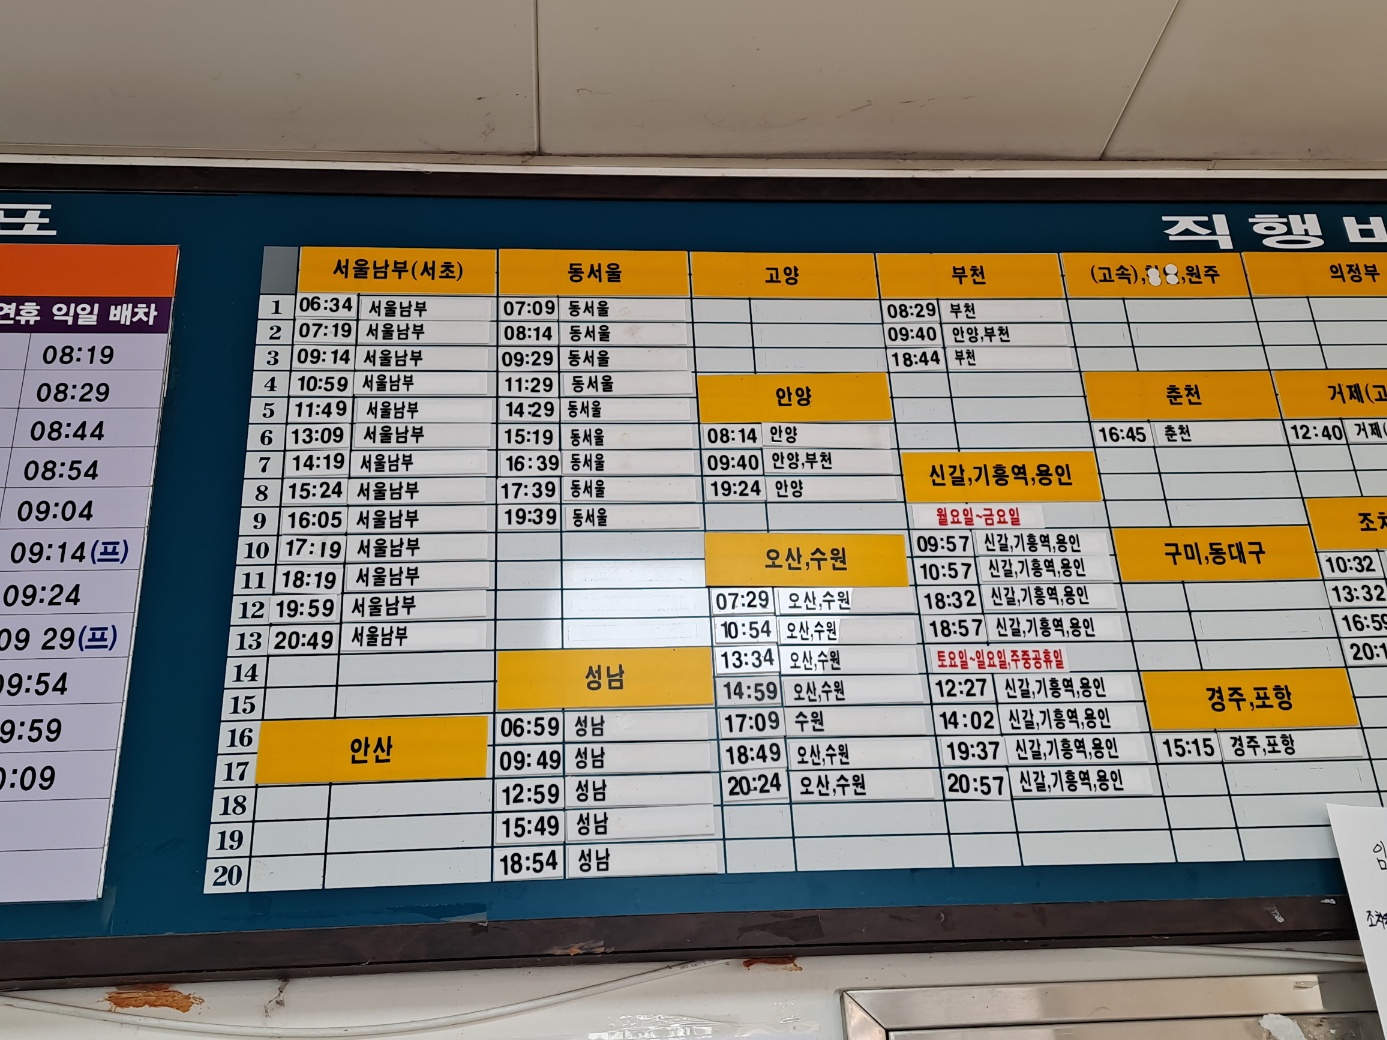 표
직행버
연휴 익일 배차
08:19
08:29
08:44
08:54
09:04
09:14(프)
09:24
09 29(프)
09:54
9:59
0:09
서울남부(서초) 동서울 고양 부천 (고속), 원주 의정부
1 06:34 서울남부 07:09 동서울 08:29 부천
2 07:19 서울남부 08:14 동서울 09:40 안양,부천
3 09:14 서울남부 09:29 동서울 18:44 부천
4 10:59 서울남부 11:29 동서울 안양 춘천 거제(고
5 11:49 서울남부 14:29 동서울
6 13:09 서울남부 15:19 동서울 08:14 안양 16:45 춘천 12:40 거제(
7 14:19 서울남부 16:39 동서울 09:40 안양,부천 신갈,기흥역,용인
8 15:24 서울남부 17:39 동서울 19:24 안양
9 16:05 서울남부 19:39 동서울 월요일~금요일 조치
10 17:19 서울남부 오산,수원 09:57 신갈,기흥역,용인 구미,동대구 10:32
11 18:19 서울남부 10:57 신갈,기흥역,용인 13:32
12 19:59 서울남부 07:29 오산,수원 18:32 신갈,기흥역,용인 16:59
13 20:49 서울남부 10:54 오산,수원 18:57 신갈,기흥역,용인 20:1
14 성남 13:34 오산,수원 토요일~일요일,주중공휴일 경주,포항
15 14:59 오산,수원 12:27 신갈,기흥역,용인
16 안산 06:59 성남 17:09 수원 14:02 신갈,기흥역,용인 15:15 경주,포항
17 09:49 성남 18:49 오산,수원 19:37 신갈,기흥역,용인
18 12:59 성남 20:24 오산,수원 20:57 신갈,기흥역,용인
19 15:49 성남
20 18:54 성남
임
조치